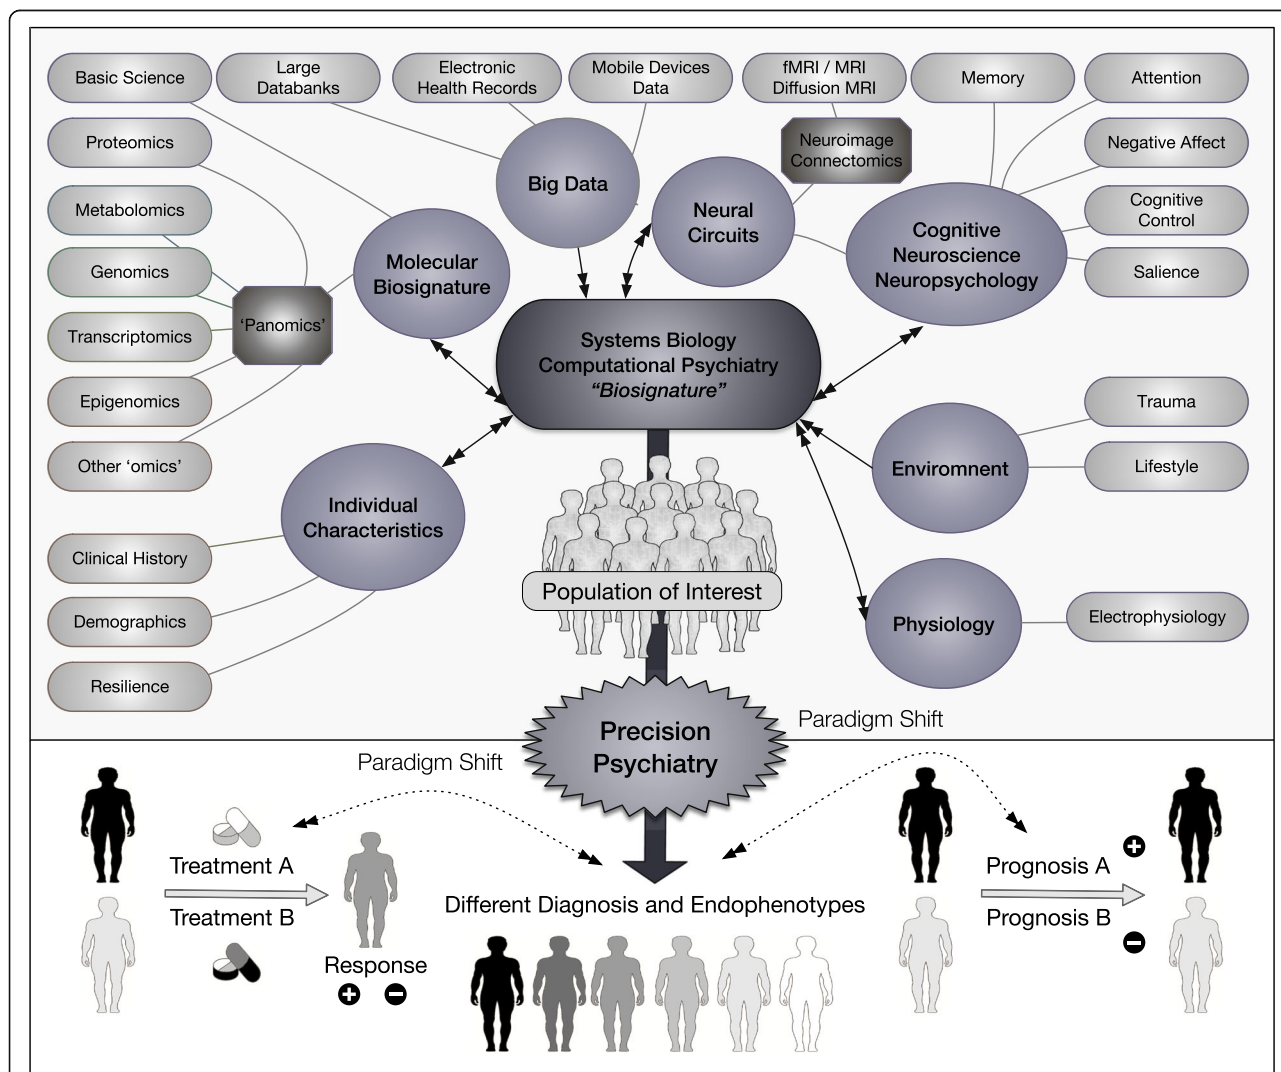 Basic Science
Large
Databanks
Electronic
Health Records
Mobile Devices
Data
fMRI / MRI
Diffusion MRI
Memory
Attention
Proteomics
Neuroimage
Connectomics
Negative Affect
Big Data
Metabolomics
Neural
Circuits
Cognitive
Control
Cognitive
Neuroscience
Neuropsychology
Genomics
Molecular
Biosignature
Salience
‘Panomics’
Transcriptomics
Systems Biology
Computational Psychiatry
“Biosignature”
Epigenomics
Trauma
Other ‘omics’
Enviromnent
Lifestyle
Individual
Characteristics
Clinical History
Population of Interest
Demographics
Physiology
Electrophysiology
Resilience
Precision
Psychiatry
Paradigm Shift
Paradigm Shift
Treatment A
Treatment B
Response
Different Diagnosis and Endophenotypes
Prognosis A
Prognosis B